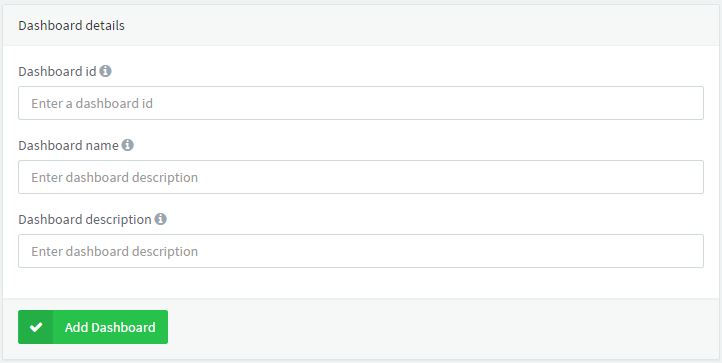 Dashboard details
Dashboard id
Enter a dashboard id
Dashboard name
Enter dashboard description
Dashboard description
Enter dashboard description
Add Dashboard